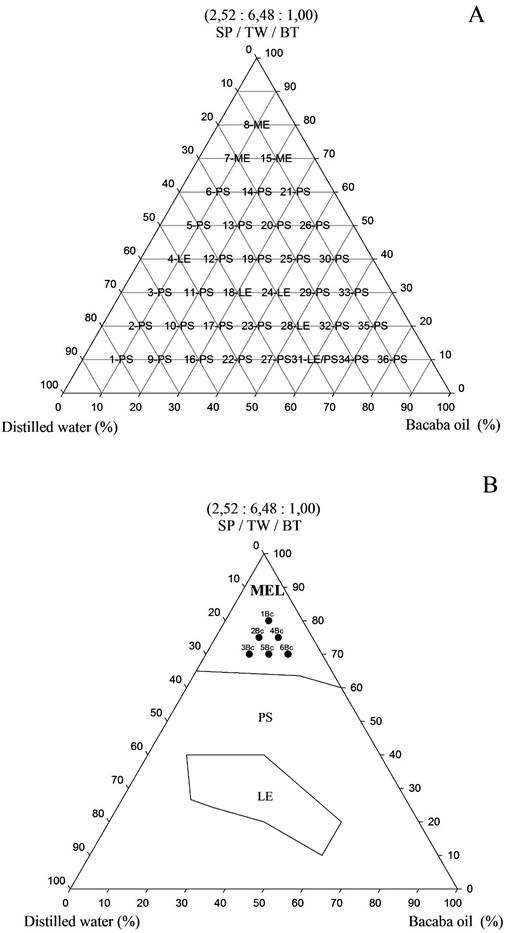 A
(2,52 : 6,48 : 1,00)
SP / TW / BT
0 100
10 90
20 8-ME 80
30 7-ME 15-ME 70
40 6-PS 14-PS 21-PS 60
50 5-PS 13-PS 20-PS 26-PS 50
60 4-LE 12-PS 19-PS 25-PS 30-PS 40
70 3-PS 11-PS 18-LE 24-LE 29-PS 33-PS 30
80 2-PS 10-PS 17-PS 23-PS 28-LE 32-PS 35-PS 20
90 1-PS 9-PS 16-PS 22-PS 27-PS 31-LE/PS 34-PS 36-PS 10
100 0
0 10 20 30 40 50 60 70 80 90 100
Distilled water (%) Bacaba oil (%)
B
(2,52 : 6,48 : 1,00)
SP / TW / BT
0 100
10 MEL 90
20 1Bc 80
2Bc 4Bc
30 3Bc 5Bc 6Bc 70
40 60
50 PS 50
60 40
70 LE 30
80 20
90 10
100 0
0 10 20 30 40 50 60 70 80 90 100
Distilled water (%) Bacaba oil (%)